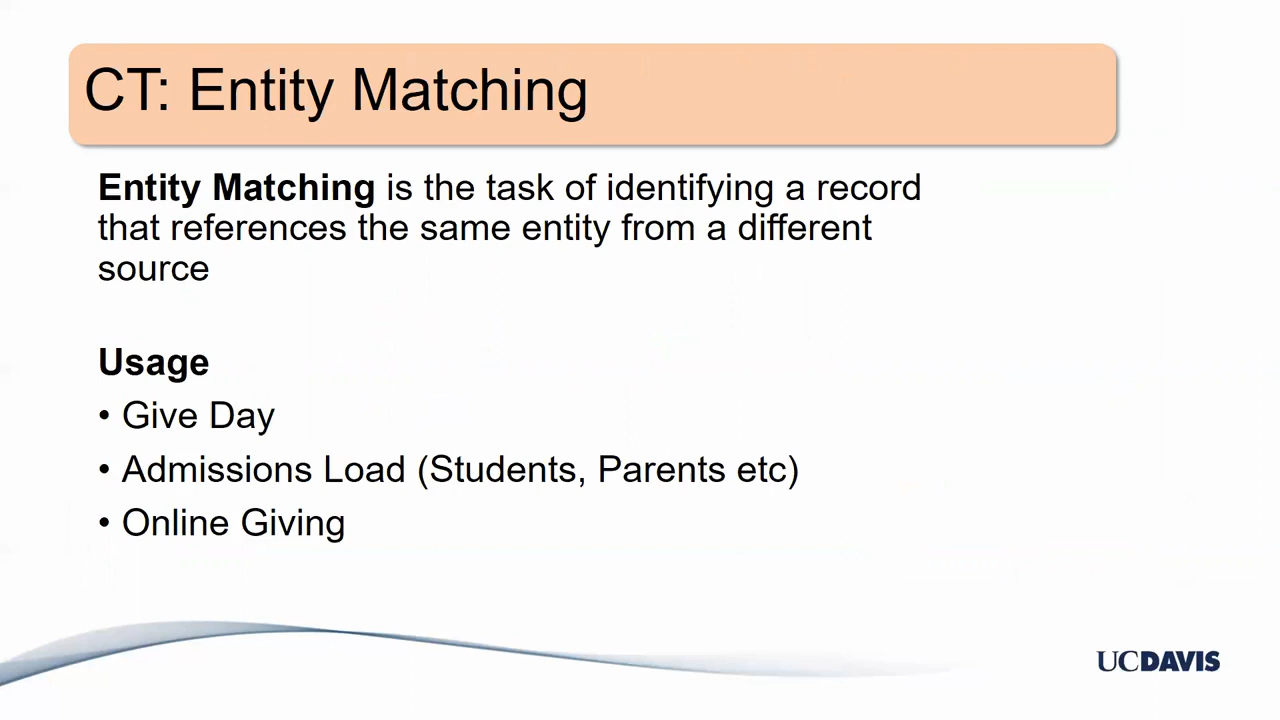 CT: Entity Matching
Entity Matching is the task of identifying a record
that references the same entity from a different
source
Usage
• Give Day
• Admissions Load (Students, Parents etc)
• Online Giving
UCDAVIS